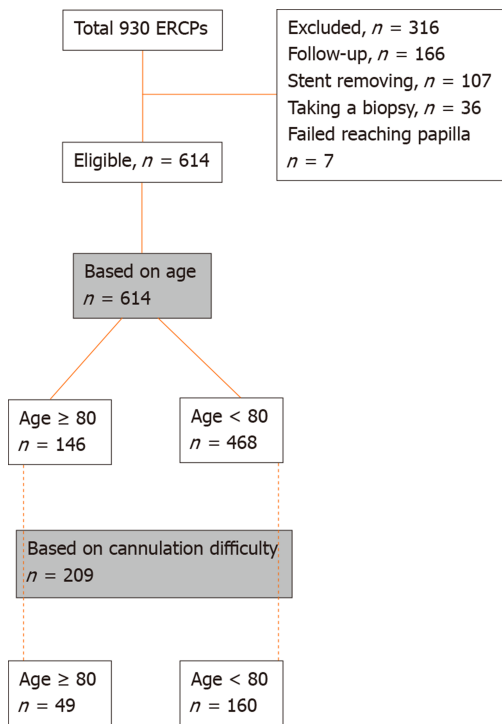 Total 930 ERCPs
Excluded, n = 316
Follow-up, n = 166
Stent removing, n = 107
Taking a biopsy, n = 36
Failed reaching papilla
n = 7
Eligible, n = 614
Based on age
n = 614
Age ≥ 80
n = 146
Age < 80
n = 468
Based on cannulation difficulty
n = 209
Age ≥ 80
n = 49
Age < 80
n = 160